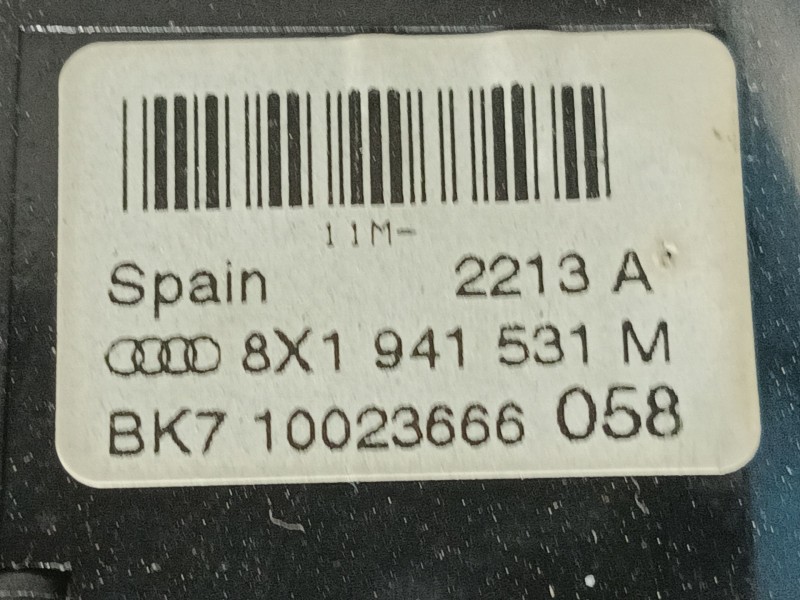 11M-
Spain 2213 A
8X1 941 531 M
BK7 10023666 058